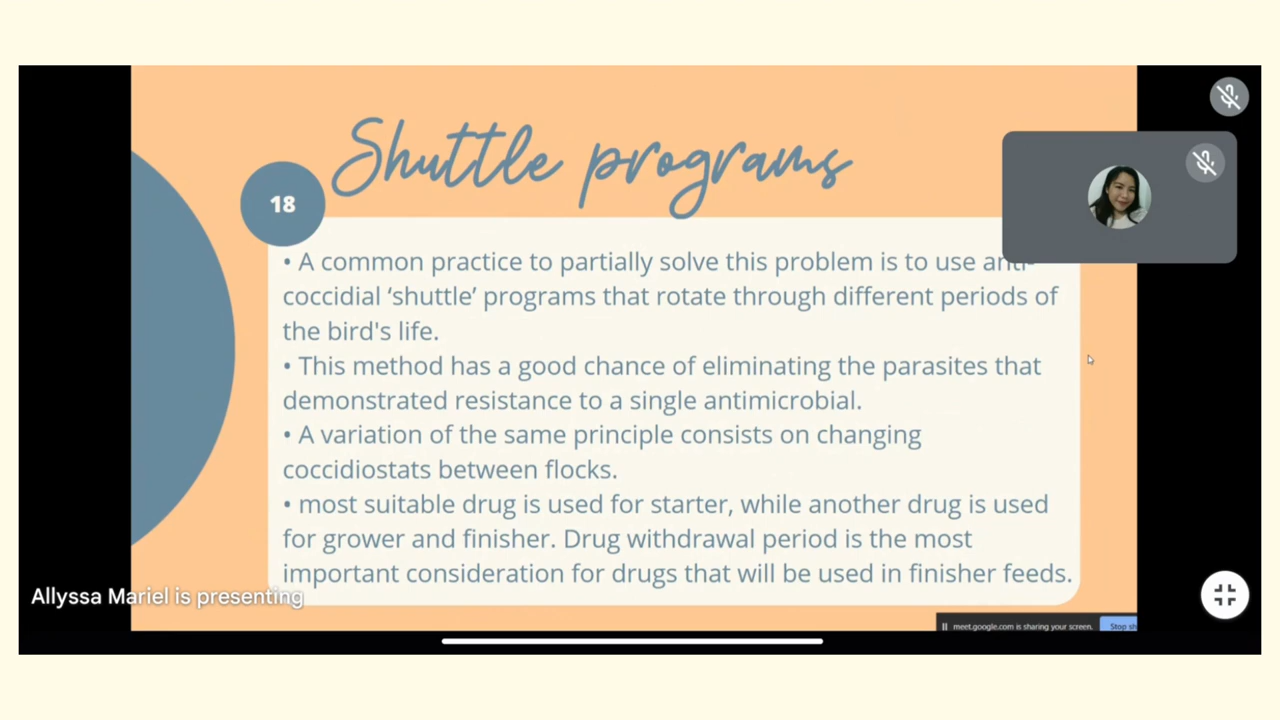 Shuttle programs
18
• A common practice to partially solve this problem is to use anti-
coccidial ‘shuttle’ programs that rotate through different periods of
the bird's life.
• This method has a good chance of eliminating the parasites that
demonstrated resistance to a single antimicrobial.
• A variation of the same principle consists on changing
coccidiostats between flocks.
• most suitable drug is used for starter, while another drug is used
for grower and finisher. Drug withdrawal period is the most
important consideration for drugs that will be used in finisher feeds.
Allyssa Mariel is presenting
meet.google.com is sharing your screen.
Stop sh